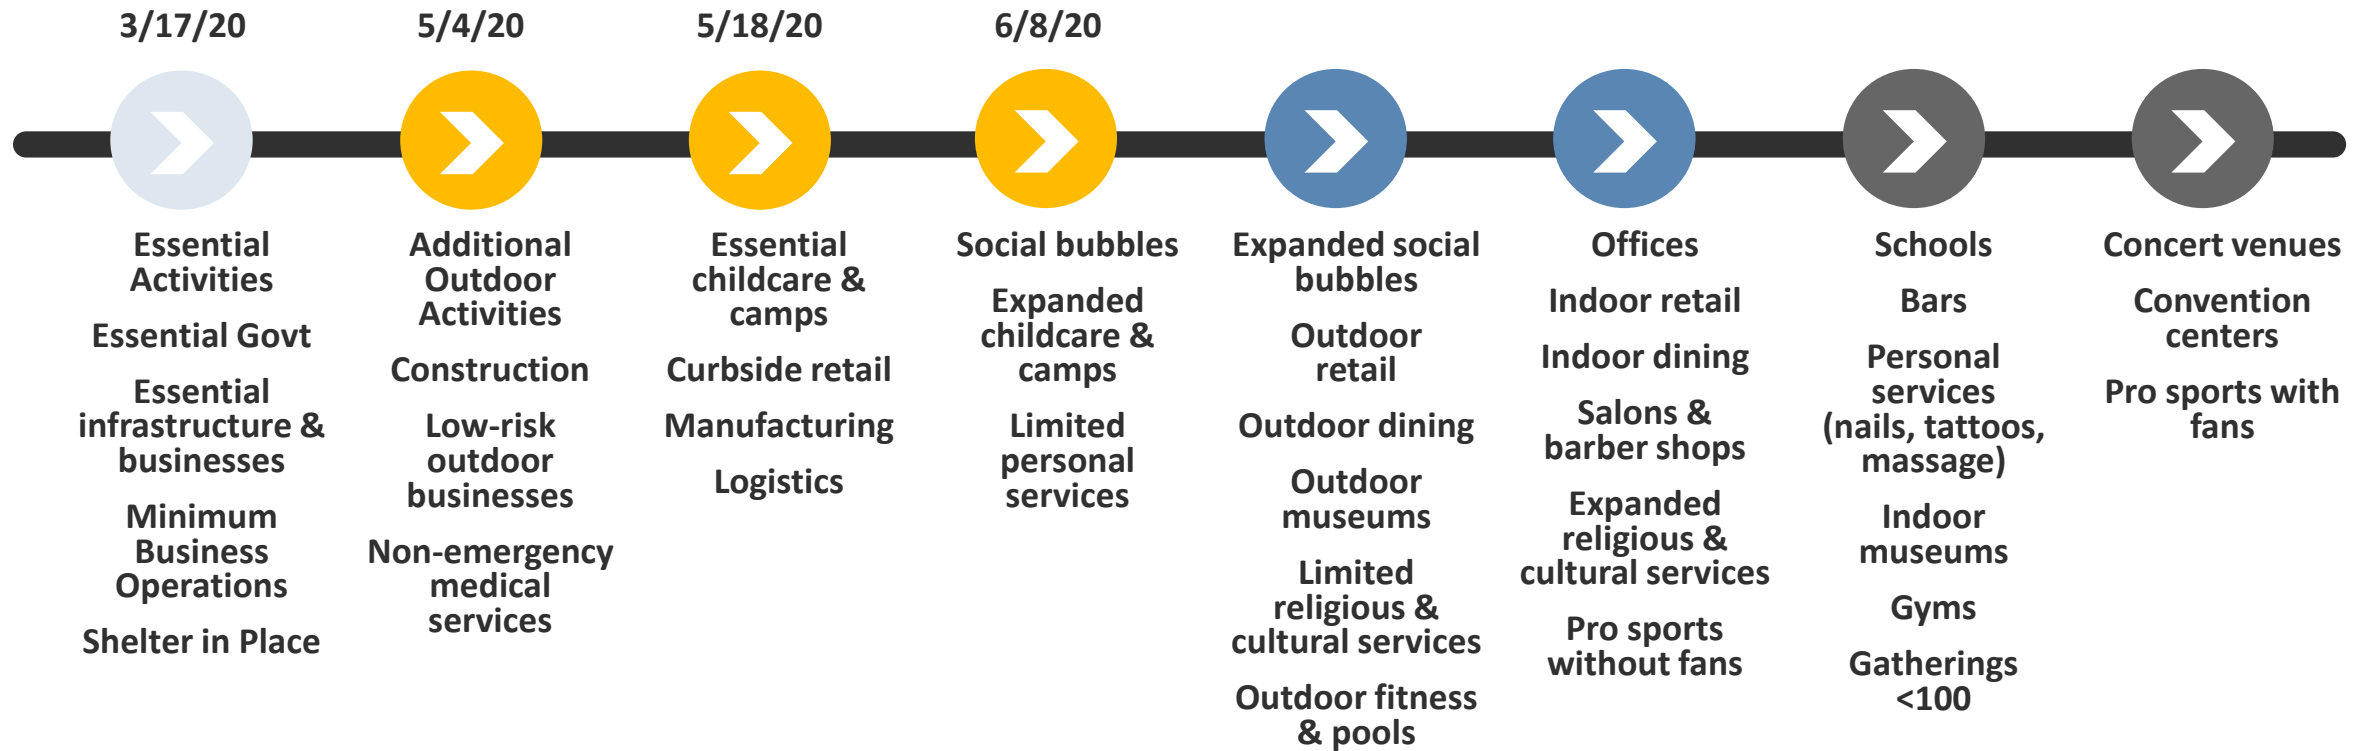 3/17/20
5/4/20
5/18/20
6/8/20
Essential
Activities
Essential Govt
Essential
infrastructure &
businesses
Minimum
Business
Operations
Shelter in Place
Additional
Outdoor
Activities
Construction
Low-risk
outdoor
businesses
Non-emergency
medical
services
Essential
childcare &
camps
Curbside retail
Manufacturing
Logistics
Social bubbles
Expanded
childcare &
camps
Limited
personal
services
Expanded social
bubbles
Outdoor
retail
Outdoor dining
Outdoor
museums
Limited
religious &
cultural services
Outdoor fitness
& pools
Offices
Indoor retail
Indoor dining
Salons &
barber shops
Expanded
religious &
cultural services
Pro sports
without fans
Schools
Bars
Personal
services
(nails, tattoos,
massage)
Indoor
museums
Gyms
Gatherings
<100
Concert venues
Convention
centers
Pro sports with
fans